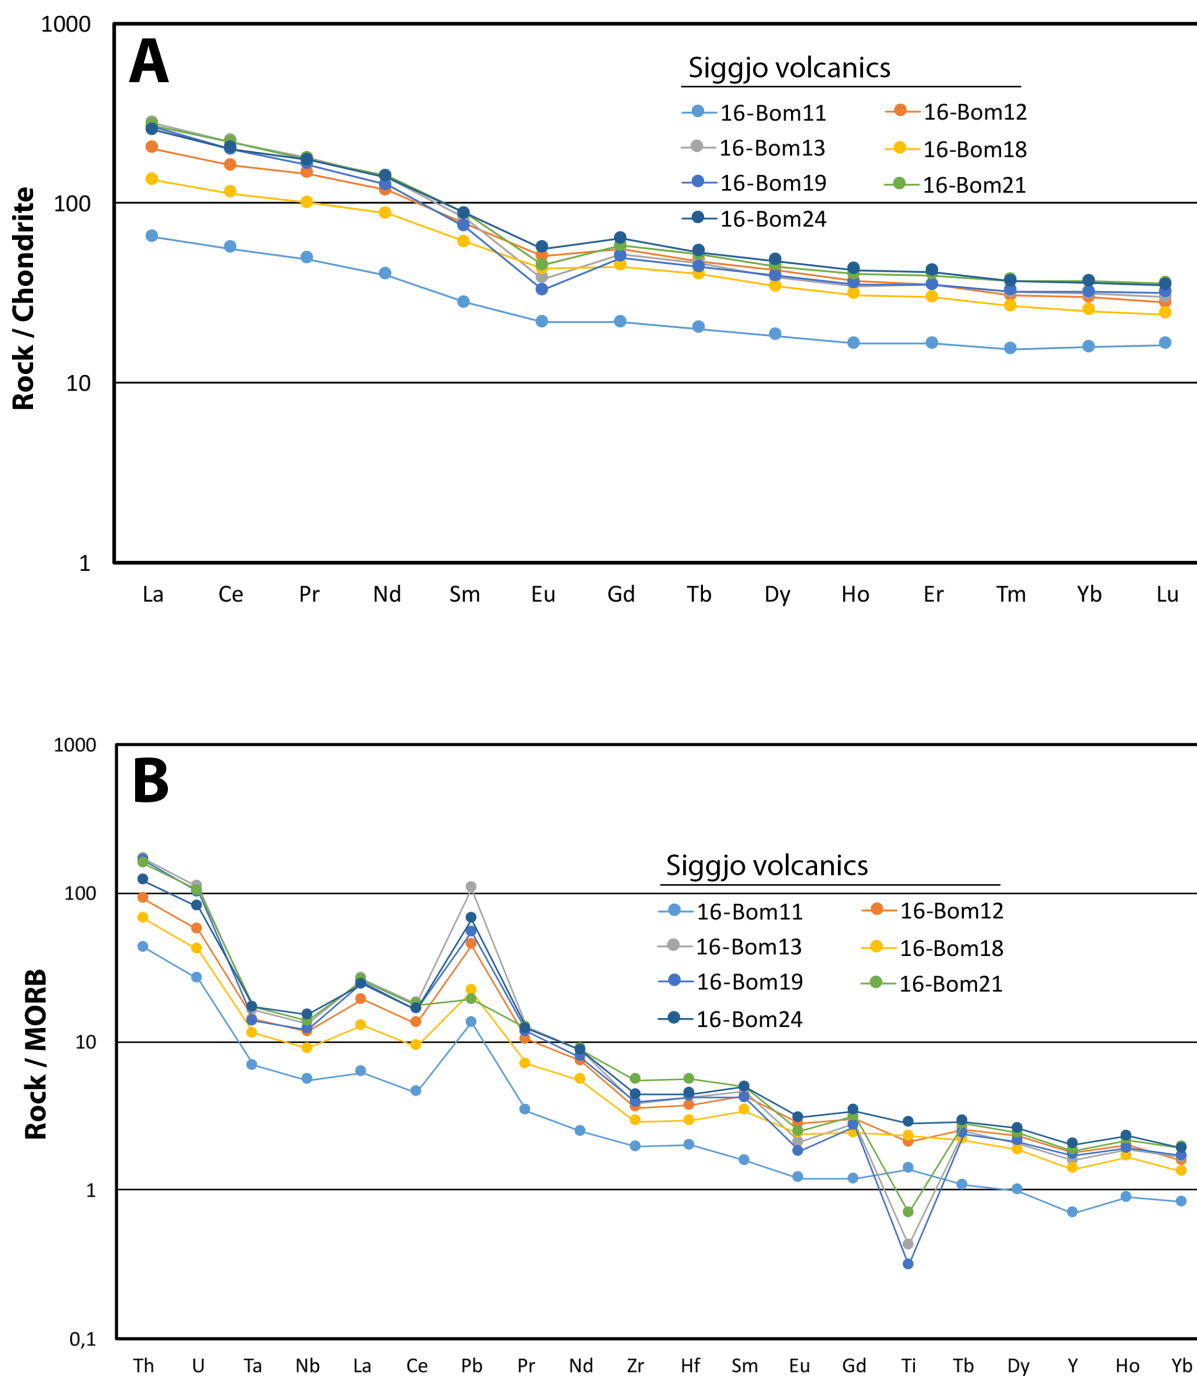 A
1000
100
10
1
Rock / Chondrite
Siggjo volcanics
16-Bom11 16-Bom12
16-Bom13 16-Bom18
16-Bom19 16-Bom21
16-Bom24
La Ce Pr Nd Sm Eu Gd Tb Dy Ho Er Tm Yb Lu
B
1000
100
10
1
0,1
Rock / MORB
Siggjo volcanics
16-Bom11 16-Bom12
16-Bom13 16-Bom18
16-Bom19 16-Bom21
16-Bom24
Th U Ta Nb La Ce Pb Pr Nd Zr Hf Sm Eu Gd Ti Tb Dy Y Ho Yb